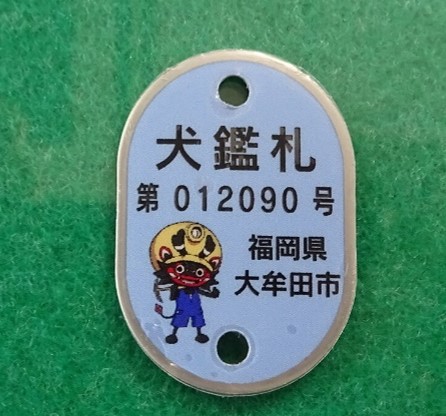 犬鑑札
第 012090 号
福岡県
大牟田市